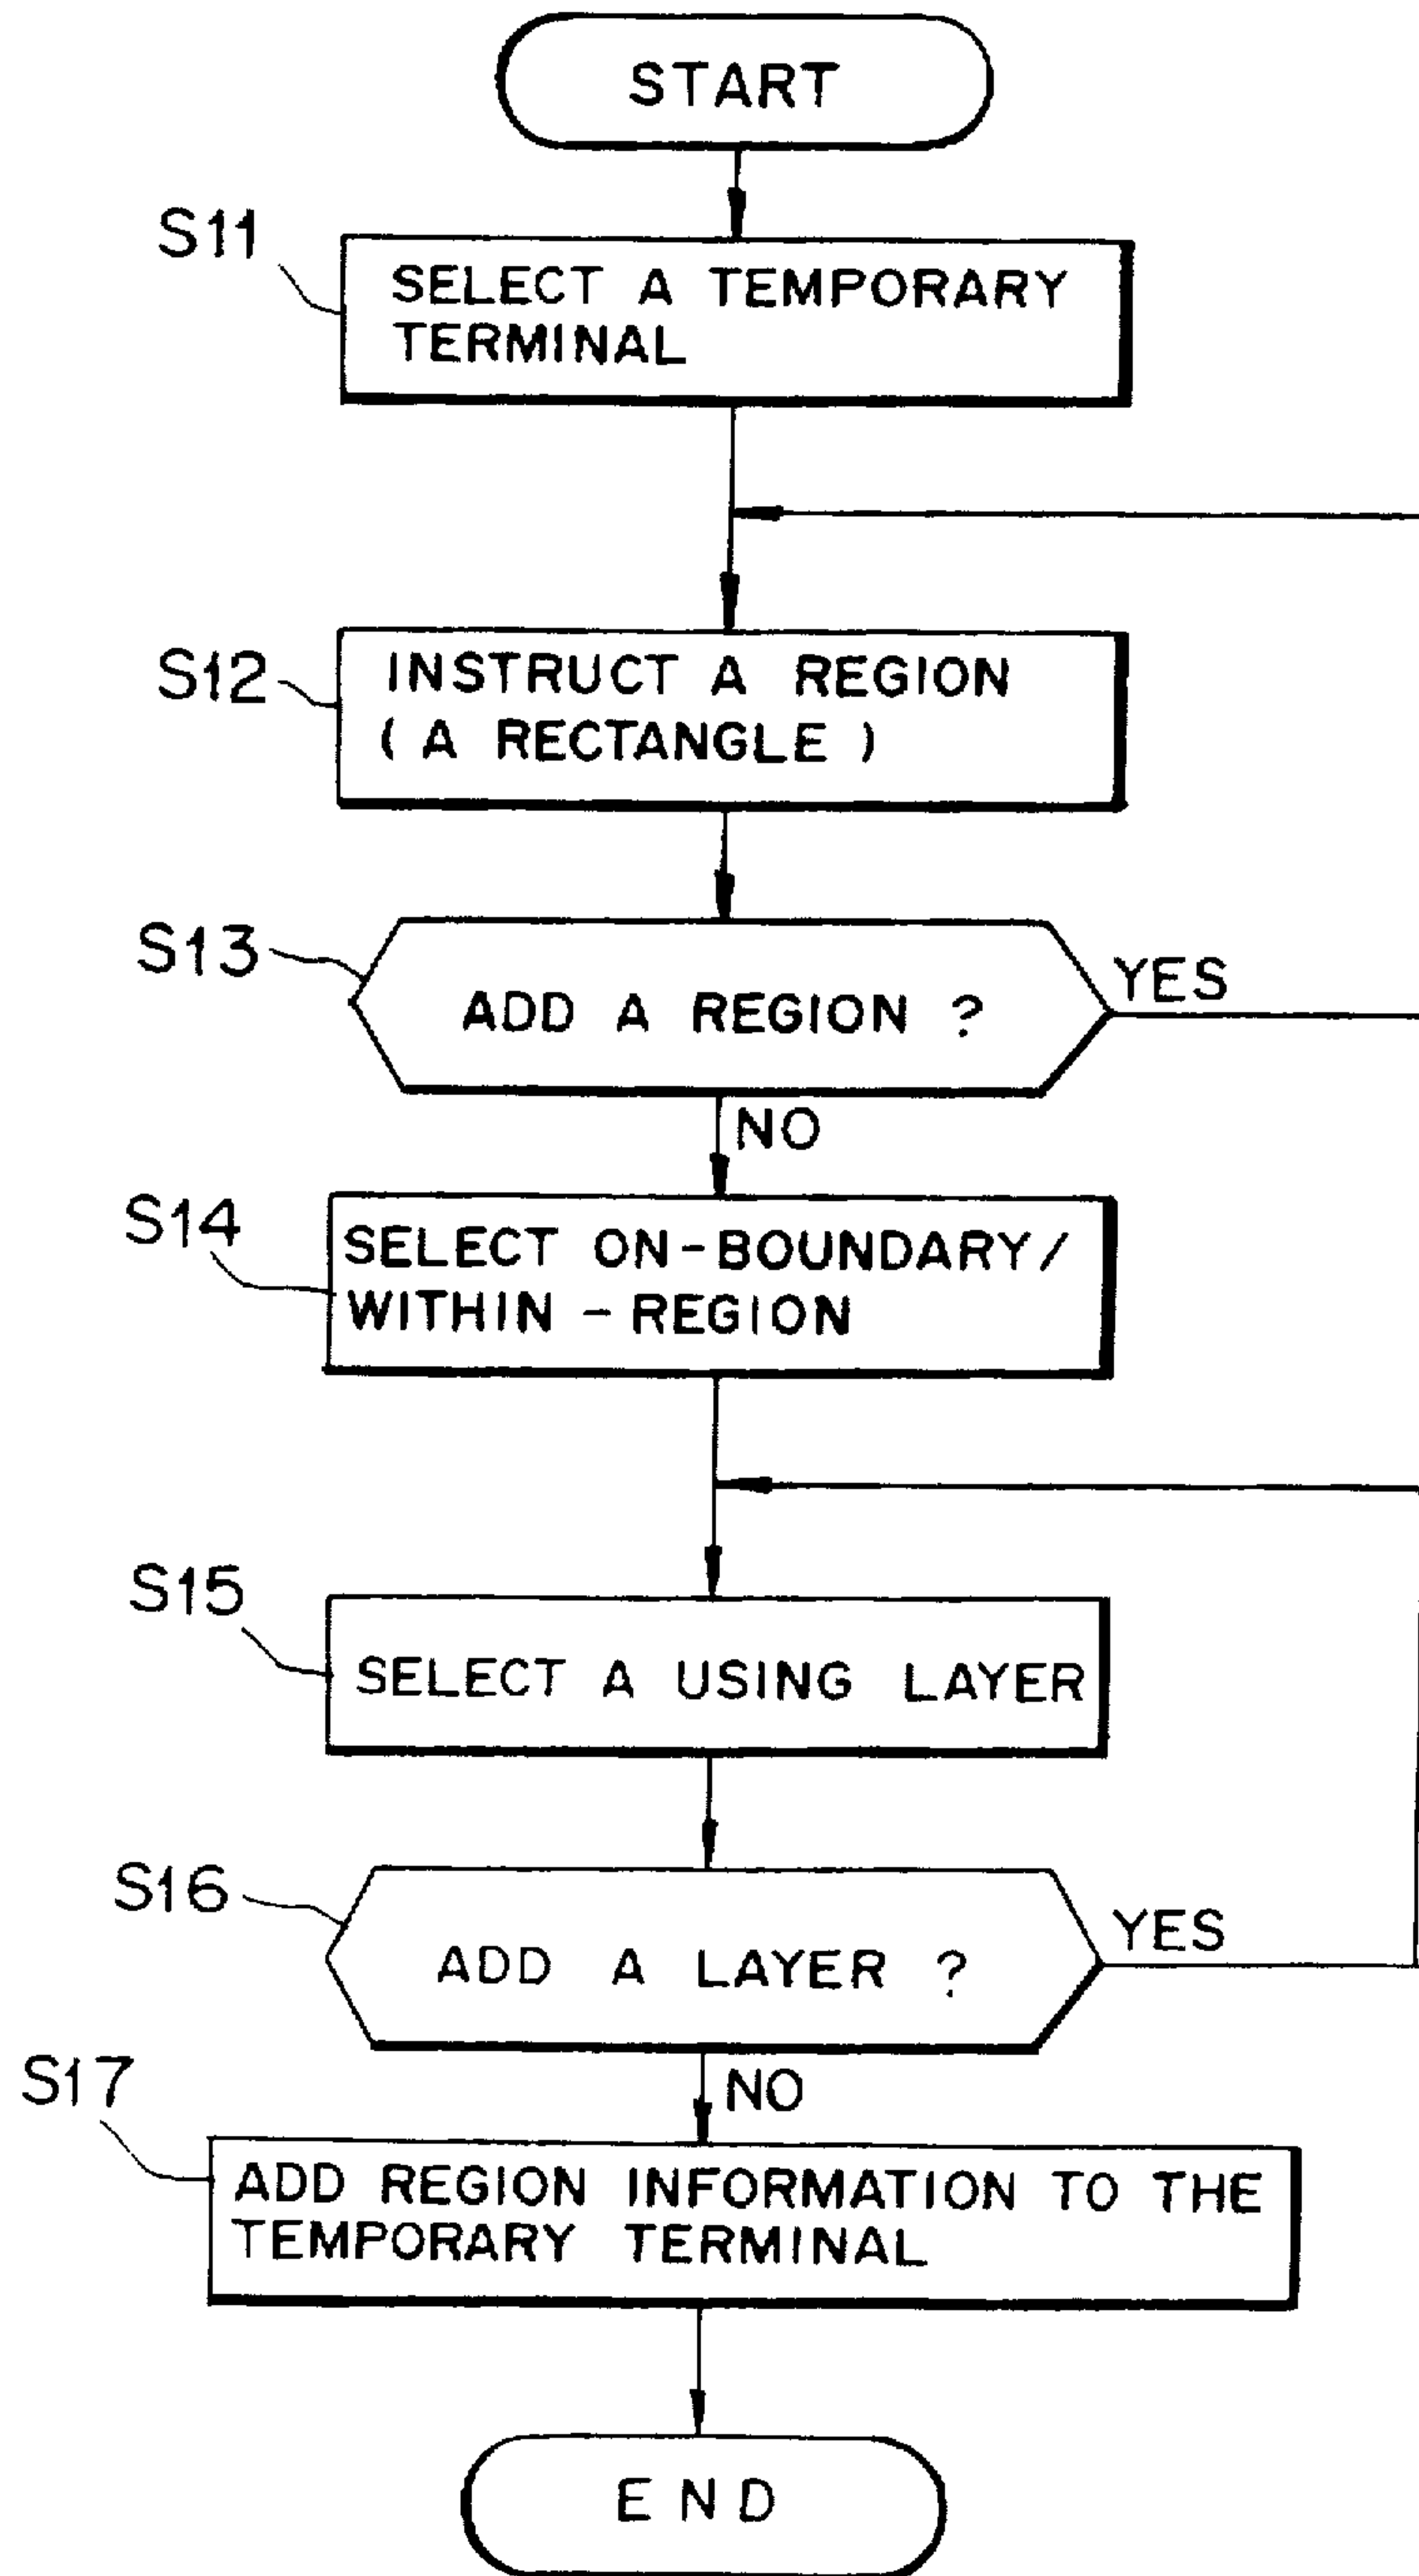 START
S11
SELECT A TEMPORARY
TERMINAL
S12
INSTRUCT A REGION
( A RECTANGLE )
S13
ADD A REGION ?
YES
NO
S14
SELECT ON-BOUNDARY/
WITHIN-REGION
S15
SELECT A USING LAYER
S16
ADD A LAYER ?
YES
NO
S17
ADD REGION INFORMATION TO THE
TEMPORARY TERMINAL
END